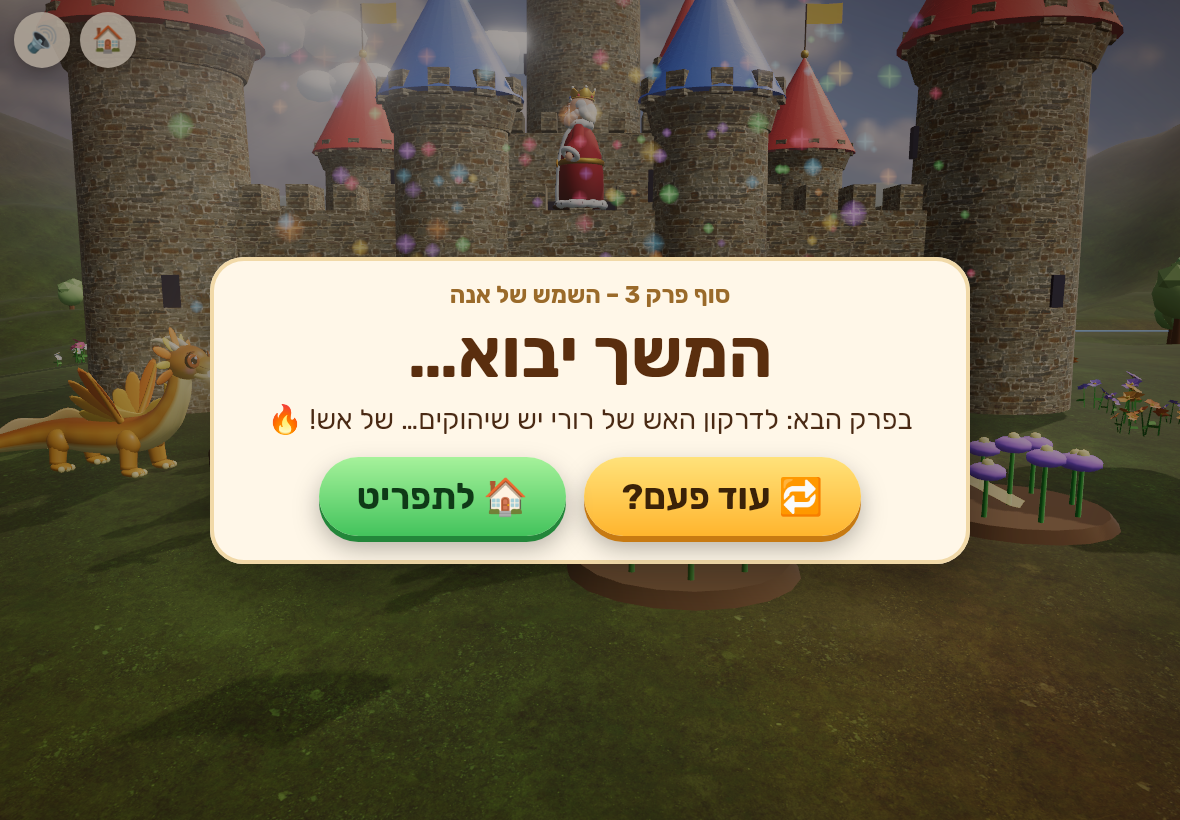 סוף פרק 3 – השמש של אנה
המשך יבוא...
בפרק הבא: לדרקון האש של רורי יש שיהוקים... של אש! 🔥
🔁 עוד פעם?
🏠 לתפריט